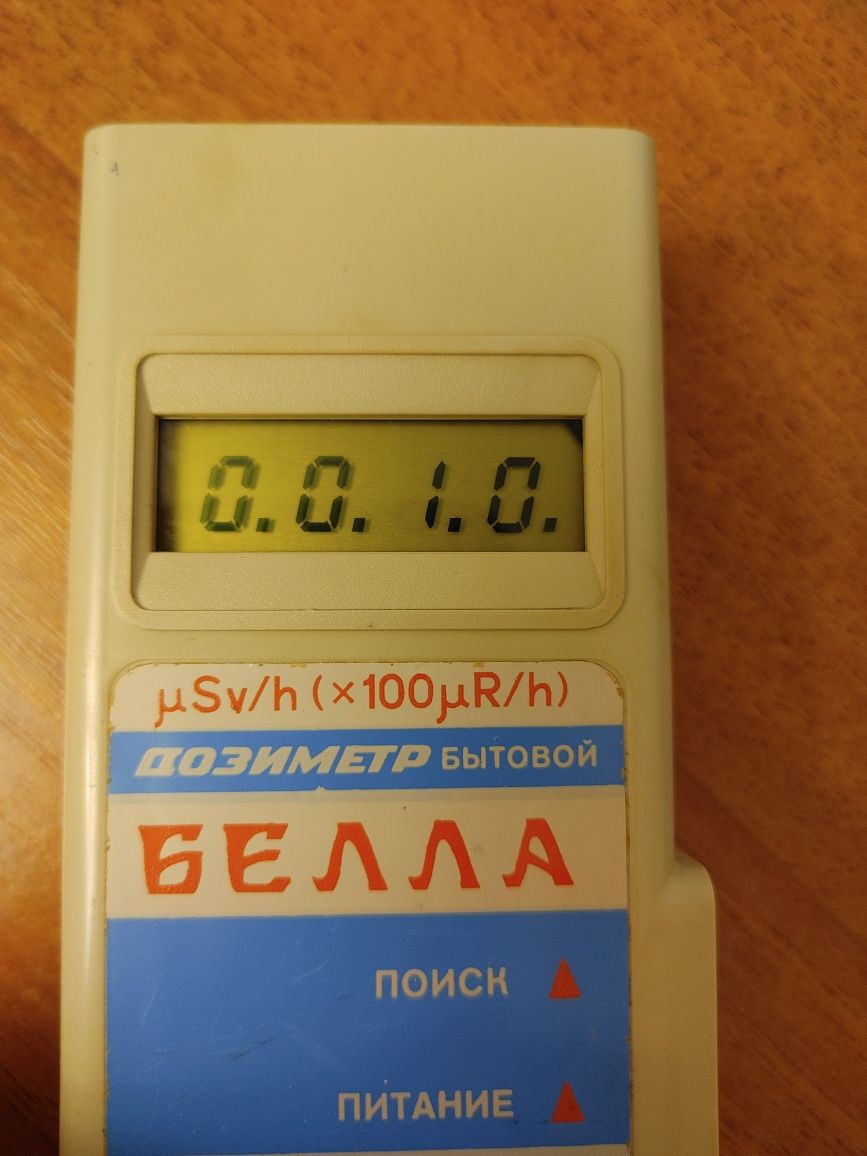 0.0.1.0.
µSv/h (×100µR/h)
ДОЗИМЕТР БЫТОВОЙ
БЕЛЛА
ПОИСК ▲
ПИТАНИЕ ▲